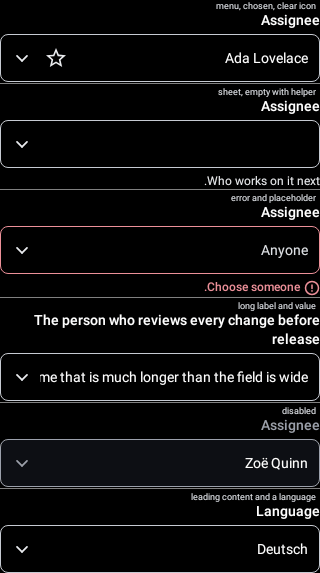 menu, chosen, clear icon
Assignee
Ada Lovelace
sheet, empty with helper
Assignee
.Who works on it next
error and placeholder
Assignee
Anyone
.Choose someone
long label and value
The person who reviews every change before
release
me that is much longer than the field is wide
disabled
Assignee
Zoë Quinn
leading content and a language
Language
Deutsch